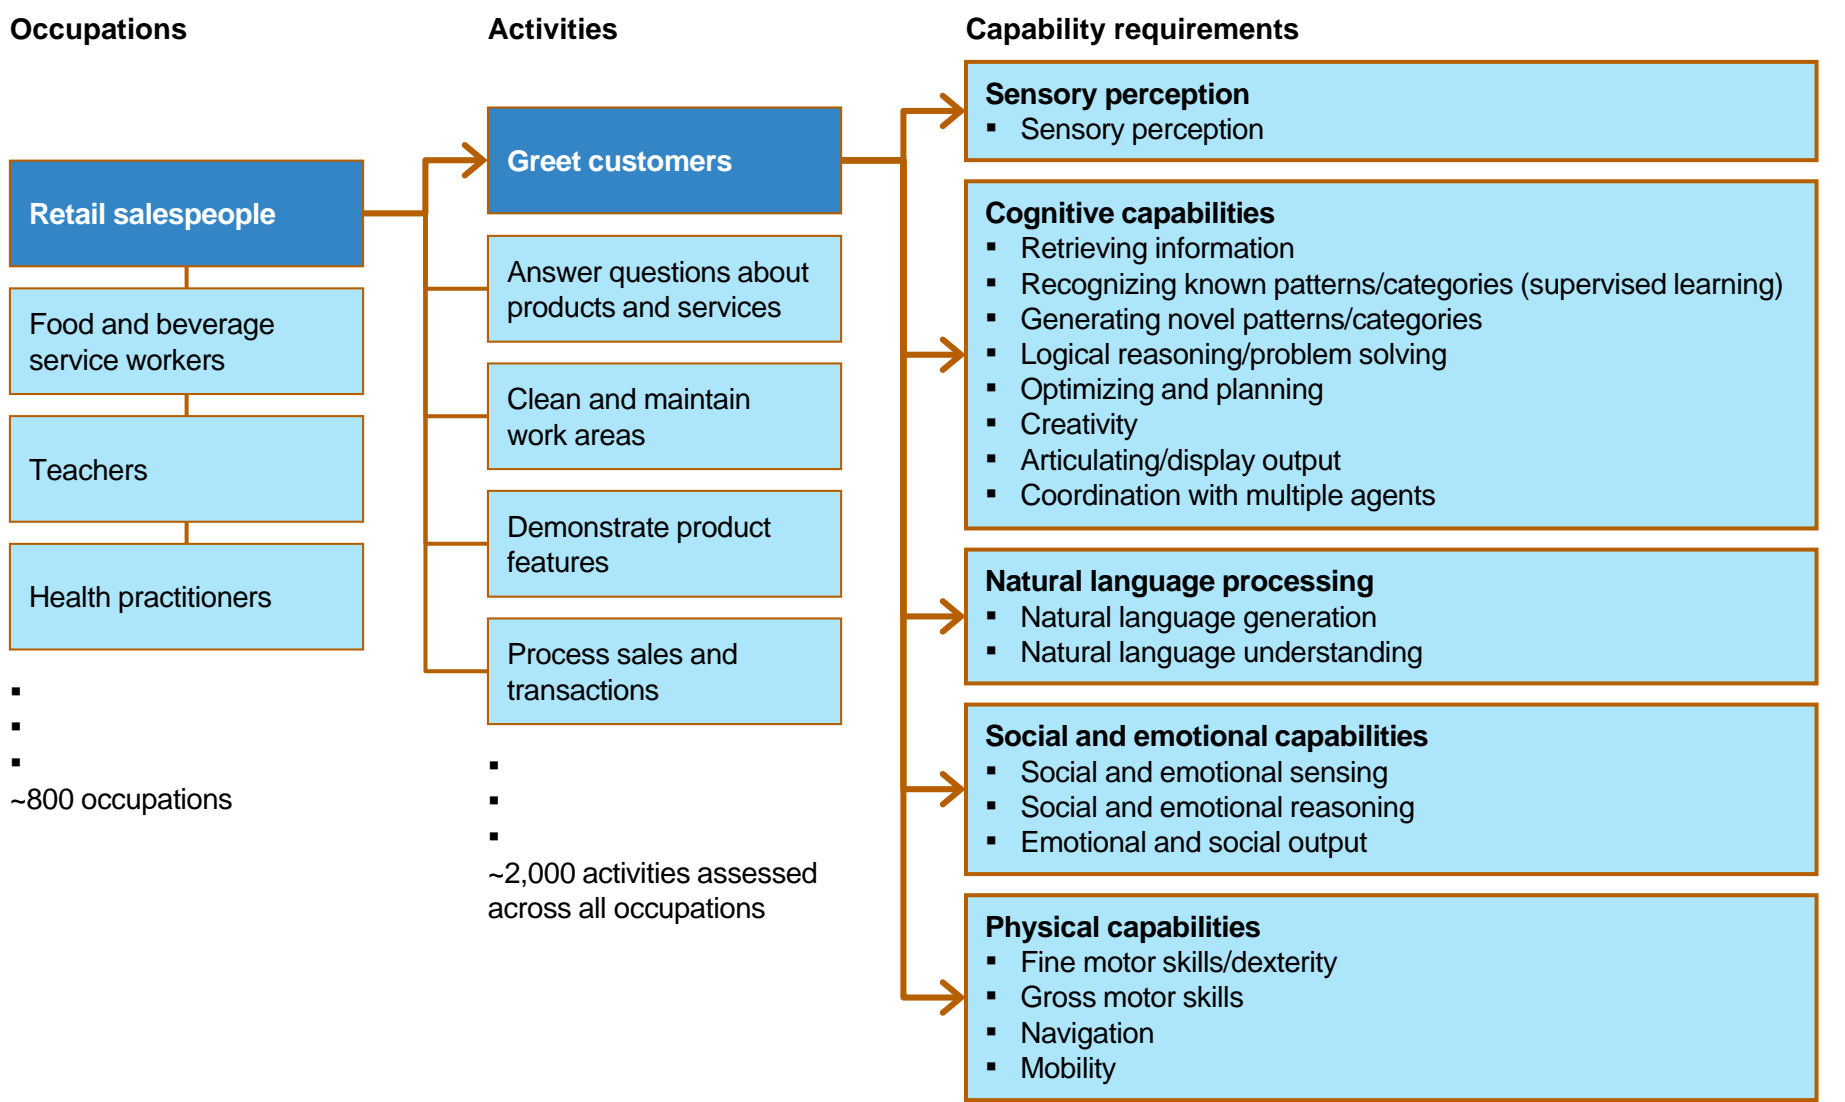 Occupations
Retail salespeople
Food and beverage
service workers
Teachers
Health practitioners
~800 occupations
Activities
Greet customers
Answer questions about
products and services
Clean and maintain
work areas
Demonstrate product
features
Process sales and
transactions
~2,000 activities assessed
across all occupations
Capability requirements
Sensory perception
▪ Sensory perception
Cognitive capabilities
▪ Retrieving information
▪ Recognizing known patterns/categories (supervised learning)
▪ Generating novel patterns/categories
▪ Logical reasoning/problem solving
▪ Optimizing and planning
▪ Creativity
▪ Articulating/display output
▪ Coordination with multiple agents
Natural language processing
▪ Natural language generation
▪ Natural language understanding
Social and emotional capabilities
▪ Social and emotional sensing
▪ Social and emotional reasoning
▪ Emotional and social output
Physical capabilities
▪ Fine motor skills/dexterity
▪ Gross motor skills
▪ Navigation
▪ Mobility